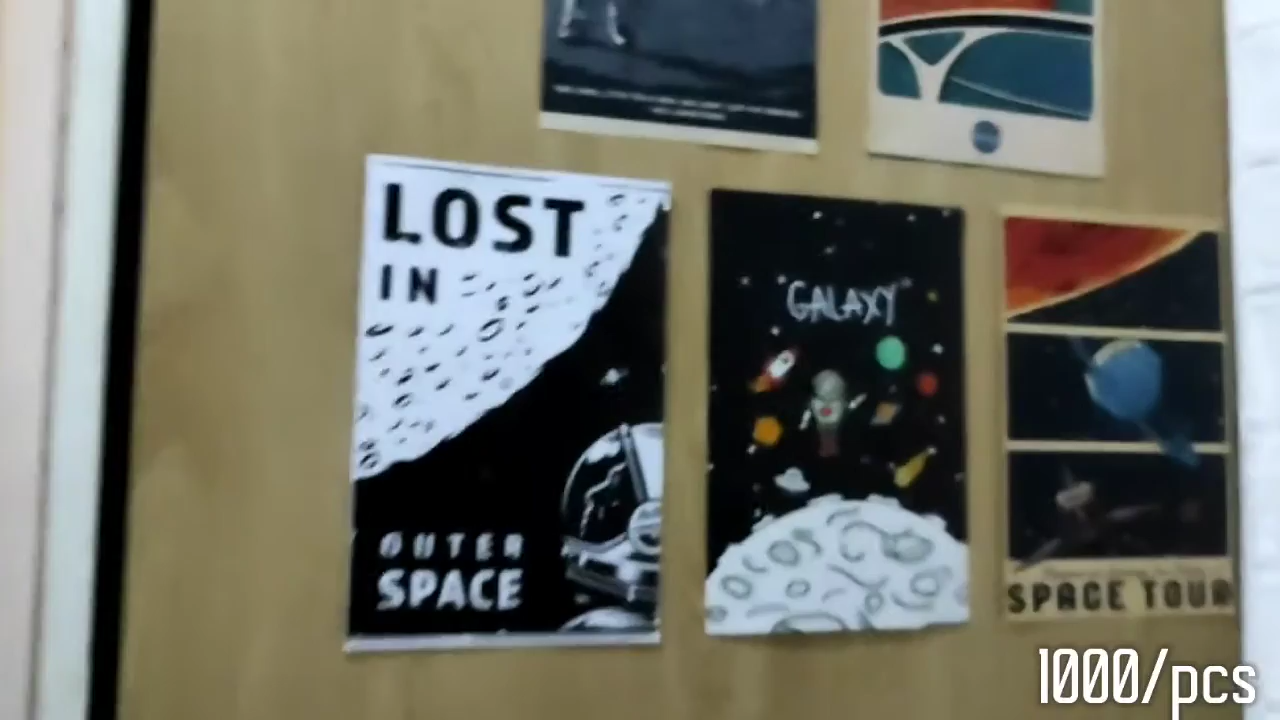 LOST
IN
OUTER
SPACE
"GALAXY"
SPACE TOUR
1000/pcs